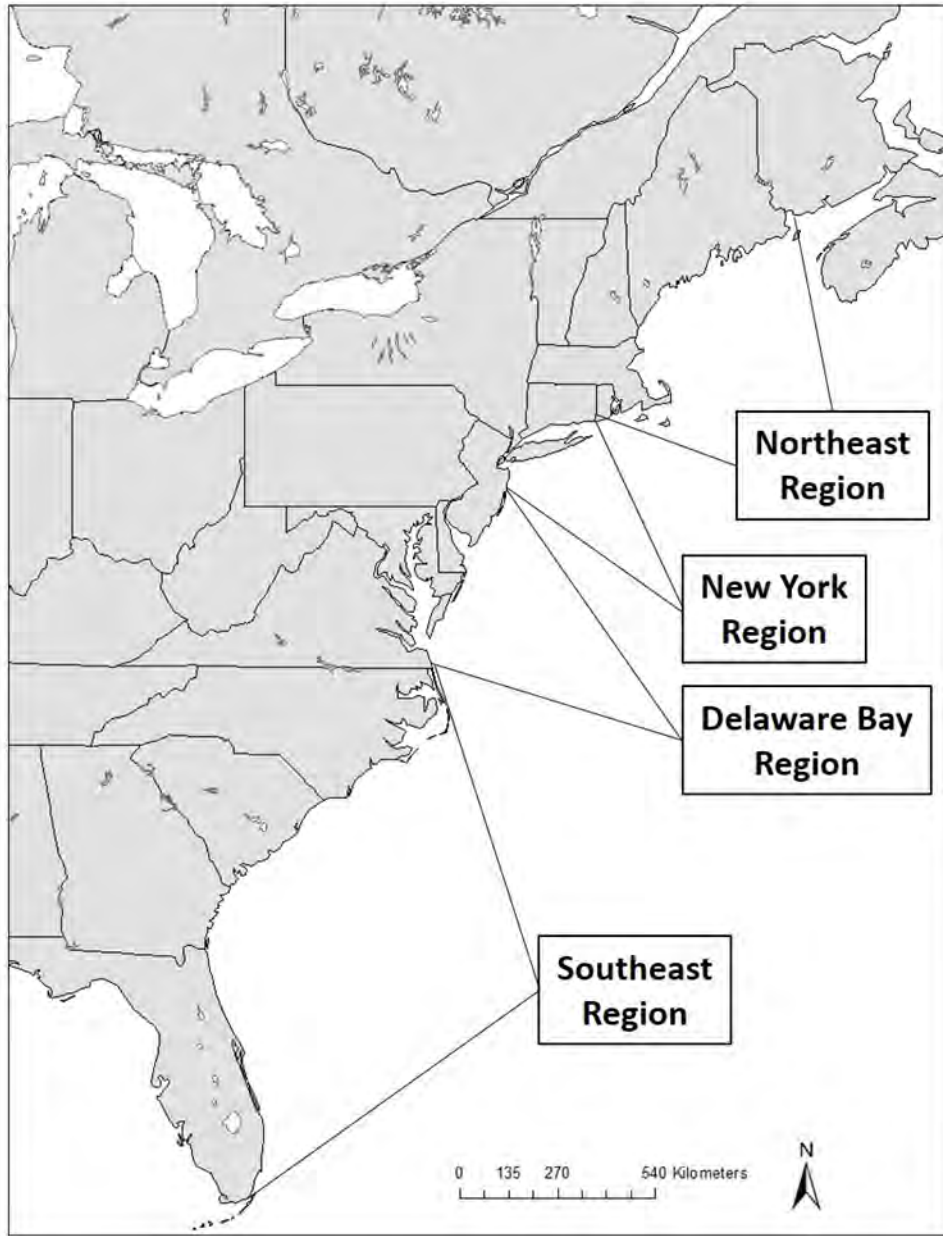 Northeast
Region
New York
Region
Delaware Bay
Region
Southeast
Region
N
0 135 270 540 Kilometers